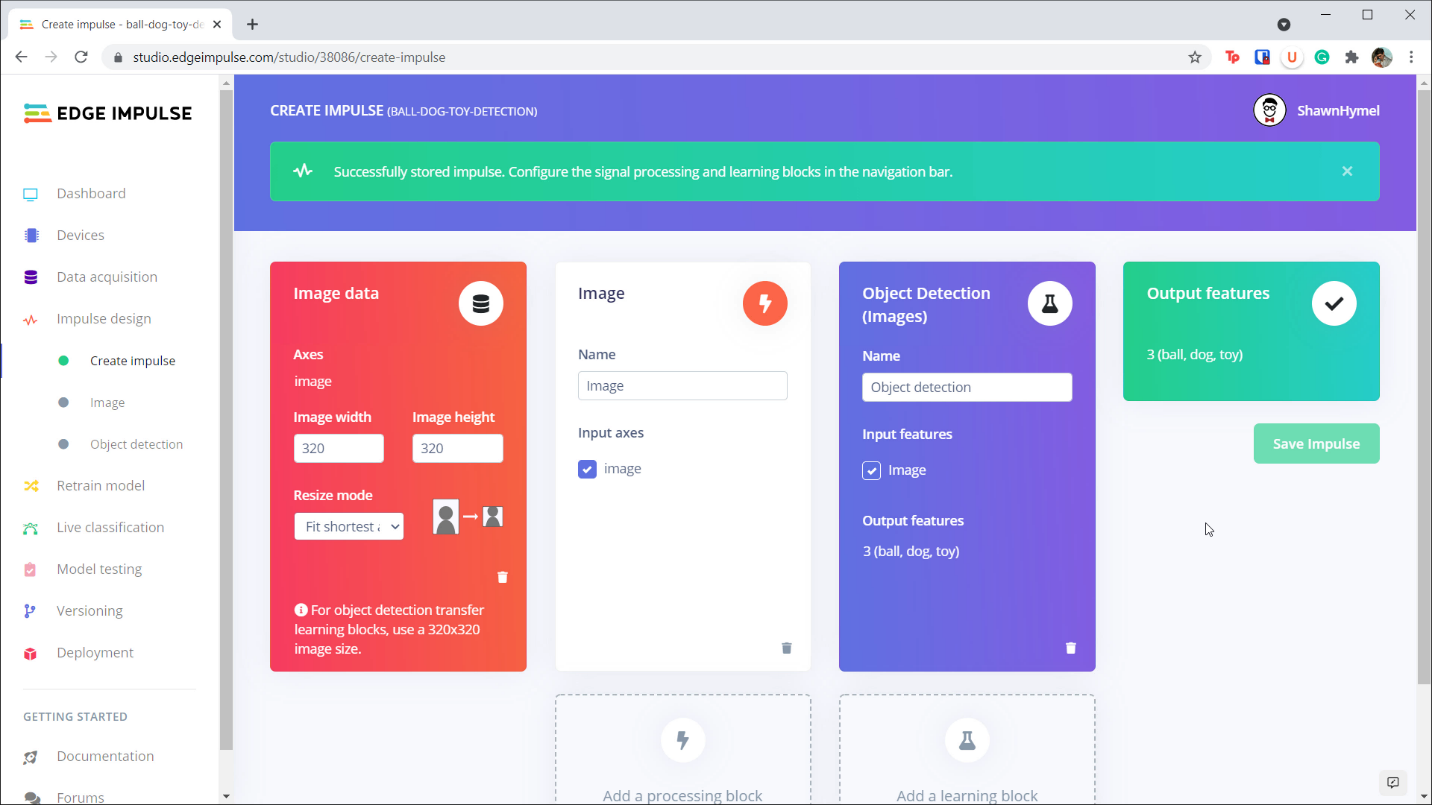 Create impulse - ball-dog-toy-de
studio.edgeimpulse.com/studio/38086/create-impulse
Tp
U
G
EDGE IMPULSE
Dashboard
Devices
Data acquisition
Impulse design
Create impulse
Image
Object detection
Retrain model
Live classification
Model testing
Versioning
Deployment
GETTING STARTED
Documentation
Forums
CREATE IMPULSE (BALL-DOG-TOY-DETECTION)
ShawnHymel
Successfully stored impulse. Configure the signal processing and learning blocks in the navigation bar.
Image data
Axes
image
Image width
Image height
320
320
Resize mode
Fit shortest a
For object detection transfer
learning blocks, use a 320x320
image size.
Image
Name
Image
Input axes
image
Add a processing block
Object Detection
(Images)
Name
Object detection
Input features
Image
Output features
3 (ball, dog, toy)
Add a learning block
Output features
3 (ball, dog, toy)
Save Impulse